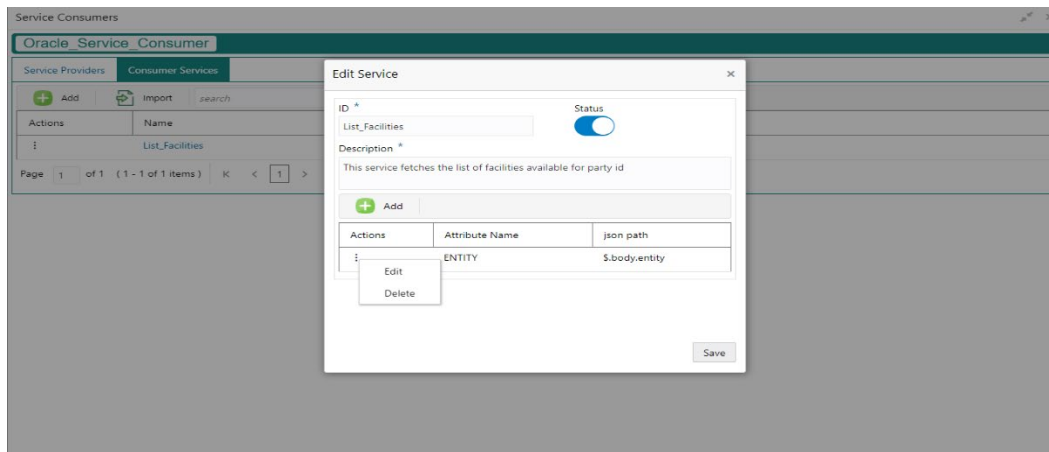 Service Consumers
Oracle_Service_Consumer
Service Providers Consumer Services
Add Import search
Actions Name
List_Facilities
Page 1 of 1 (1 - 1 of 1 items) K < 1 >
Edit Service ×
ID * Status
List_Facilities
Description *
This service fetches the list of facilities available for party id
Add
Actions Attribute Name json path
ENTITY $.body.entity
Edit
Delete
Save